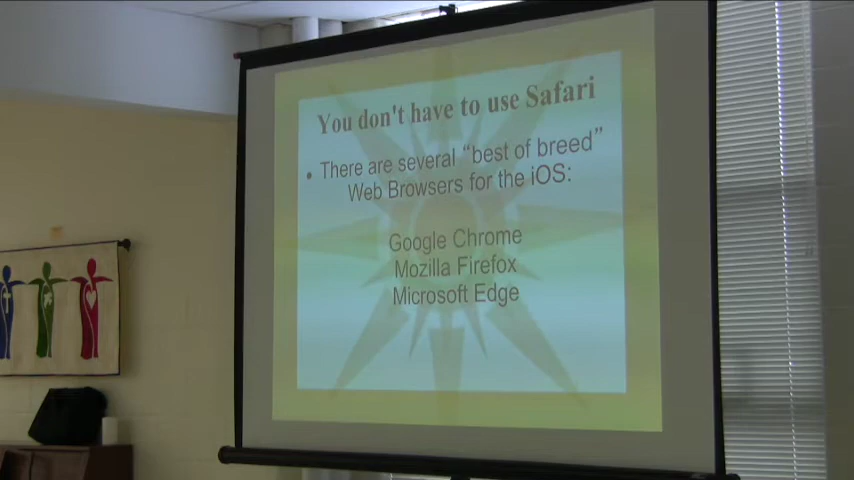 You don't have to use Safari
• There are several “best of breed”
Web Browsers for the iOS:
Google Chrome
Mozilla Firefox
Microsoft Edge